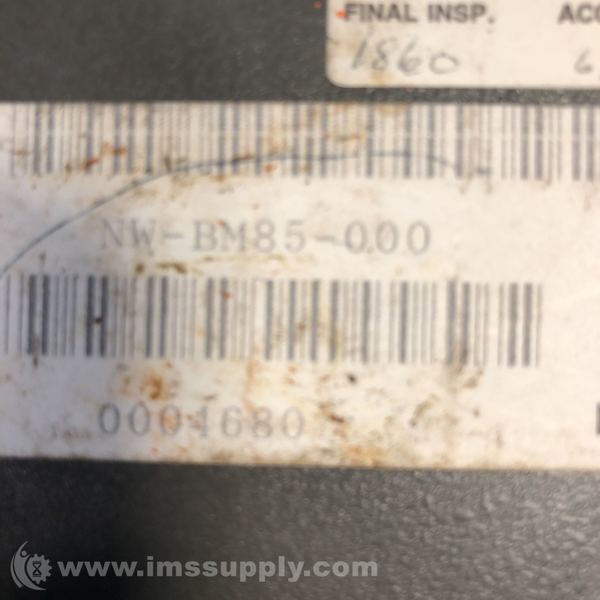 FINAL INSP.
1860
NW-BM85-000
0004680
www.imssupply.com